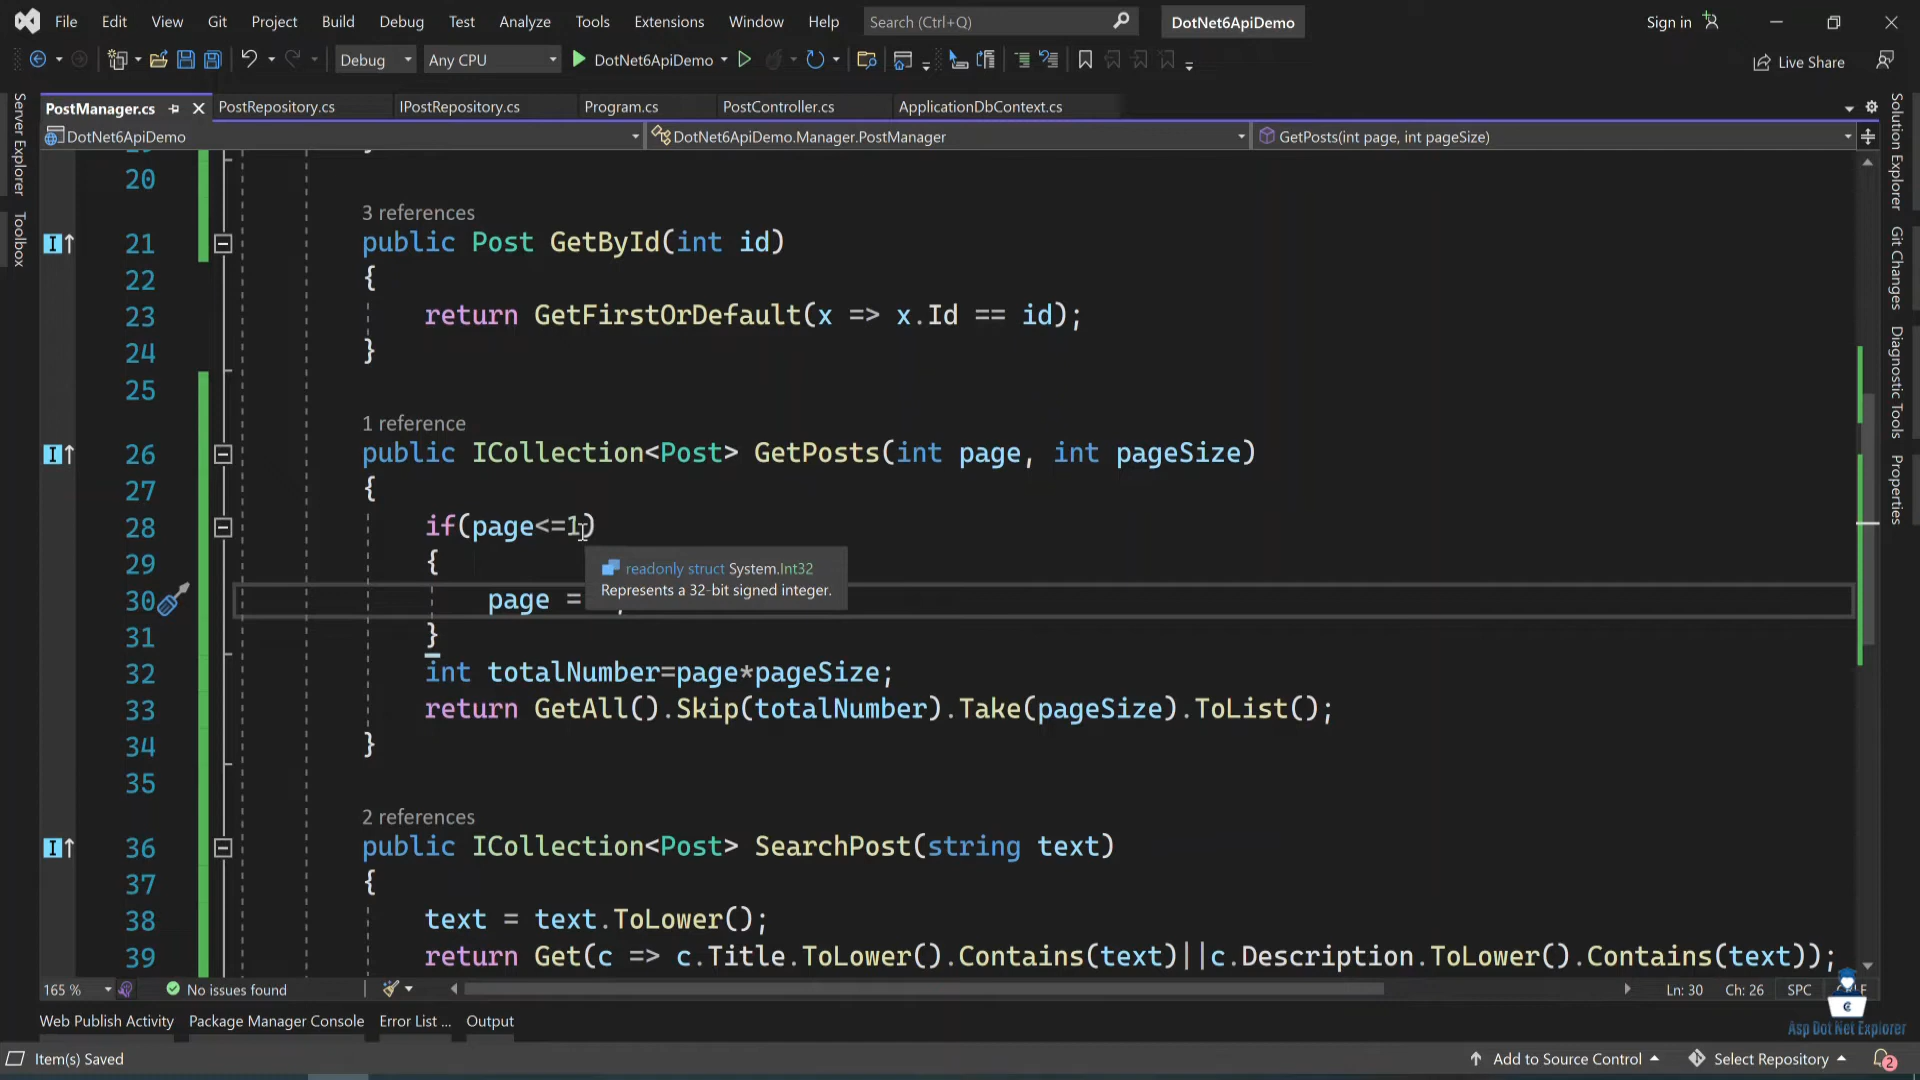 File Edit View Git Project Build Debug Test Analyze Tools Extensions Window Help Search (Ctrl+Q) DotNet6ApiDemo Sign in
Debug Any CPU DotNet6ApiDemo Live Share
PostManager.cs PostRepository.cs IPostRepository.cs Program.cs PostController.cs ApplicationDbContext.cs
DotNet6ApiDemo DotNet6ApiDemo.Manager.PostManager GetPosts(int page, int pageSize)
Server Explorer
Toolbox
20
3 references
21 public Post GetById(int id)
22 {
23 return GetFirstOrDefault(x => x.Id == id);
24 }
25
1 reference
26 public ICollection<Post> GetPosts(int page, int pageSize)
27 {
28 if(page<=1)
29 {
readonly struct System.Int32
Represents a 32-bit signed integer.
30 page =
31 }
32 int totalNumber=page*pageSize;
33 return GetAll().Skip(totalNumber).Take(pageSize).ToList();
34 }
35
2 references
36 public ICollection<Post> SearchPost(string text)
37 {
38 text = text.ToLower();
39 return Get(c => c.Title.ToLower().Contains(text)||c.Description.ToLower().Contains(text));
Solution Explorer
Git Changes
Diagnostic Tools
Properties
165 % No issues found Ln: 30 Ch: 26 SPC
Asp Dot Net Explorer
Web Publish Activity Package Manager Console Error List ... Output
Item(s) Saved Add to Source Control Select Repository 2